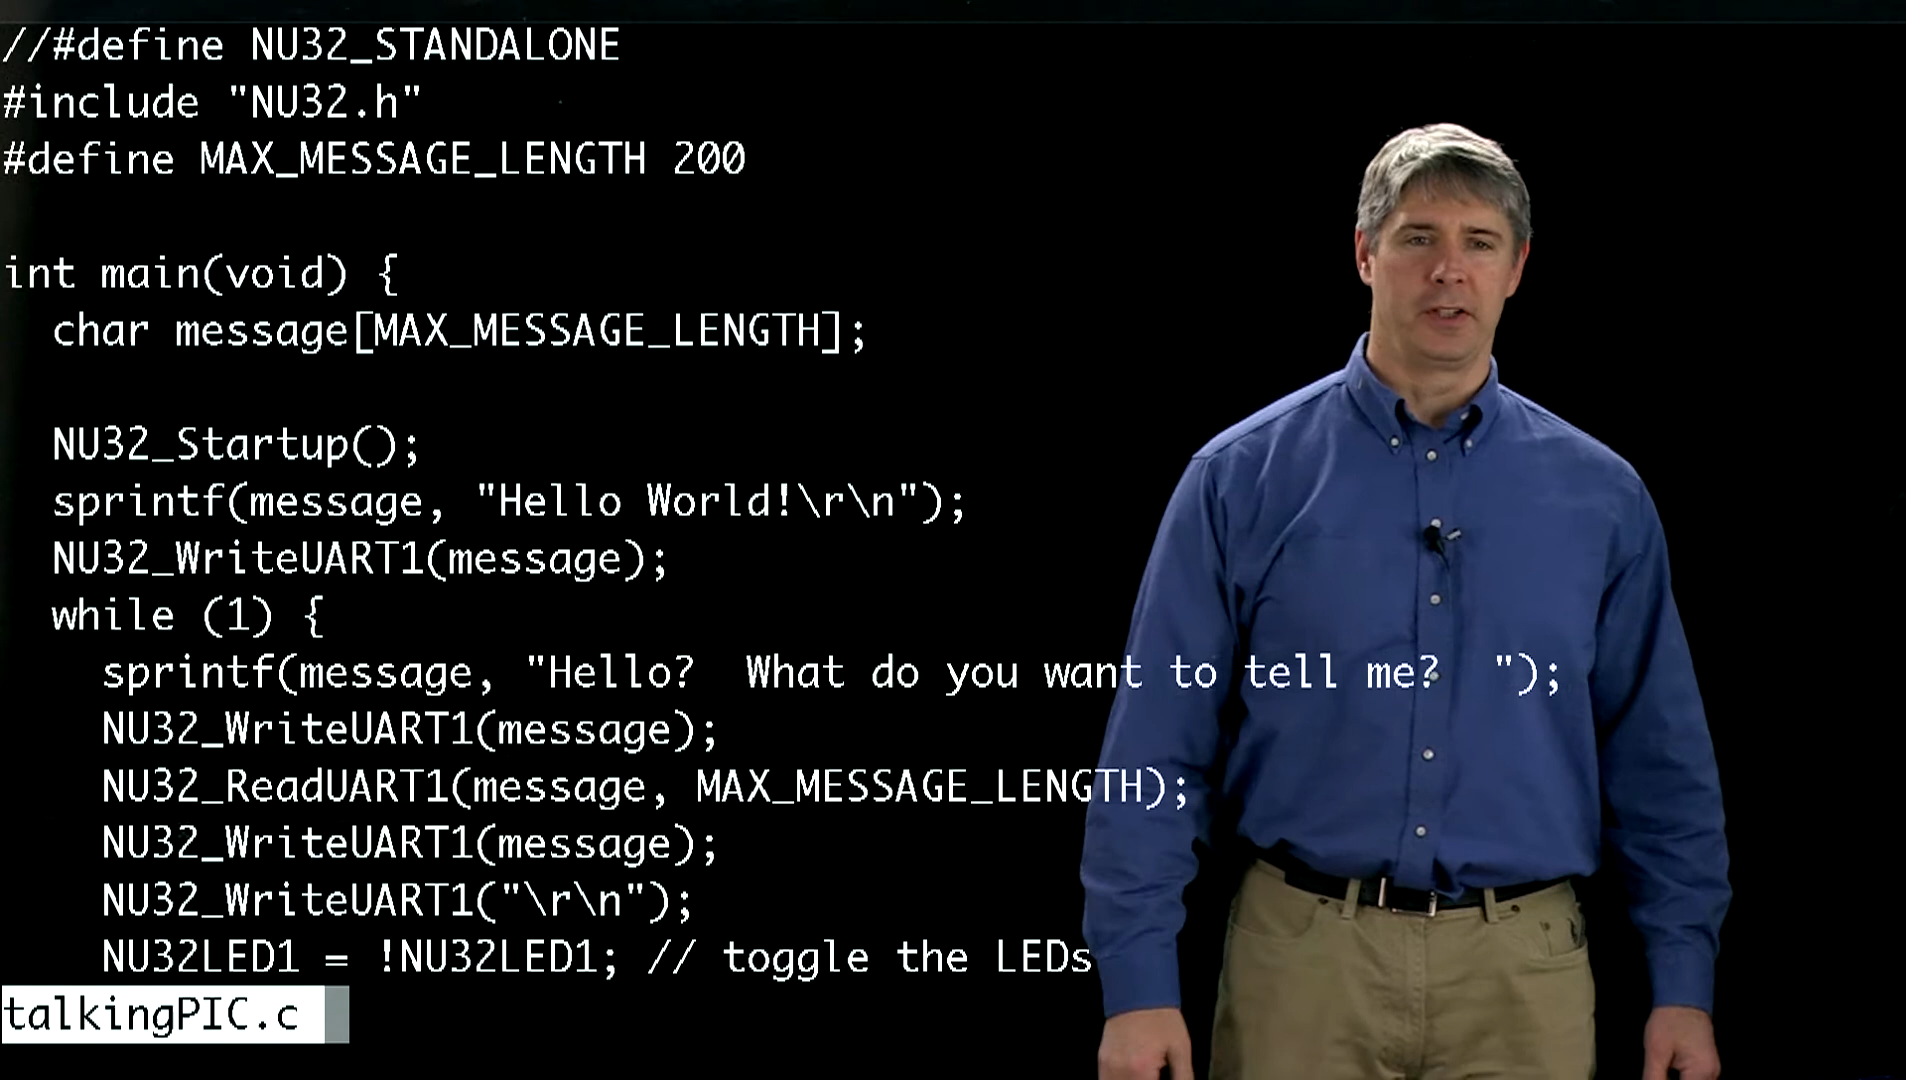 //#define NU32_STANDALONE
#include "NU32.h"
#define MAX_MESSAGE_LENGTH 200
int main(void) {
  char message[MAX_MESSAGE_LENGTH];
  NU32_Startup();
  sprintf(message, "Hello World!\r\n");
  NU32_WriteUART1(message);
  while (1) {
    sprintf(message, "Hello?  What do you want to tell me?  ");
    NU32_WriteUART1(message);
    NU32_ReadUART1(message, MAX_MESSAGE_LENGTH);
    NU32_WriteUART1(message);
    NU32_WriteUART1("\r\n");
    NU32LED1 = !NU32LED1; // toggle the LEDs
talkingPIC.c